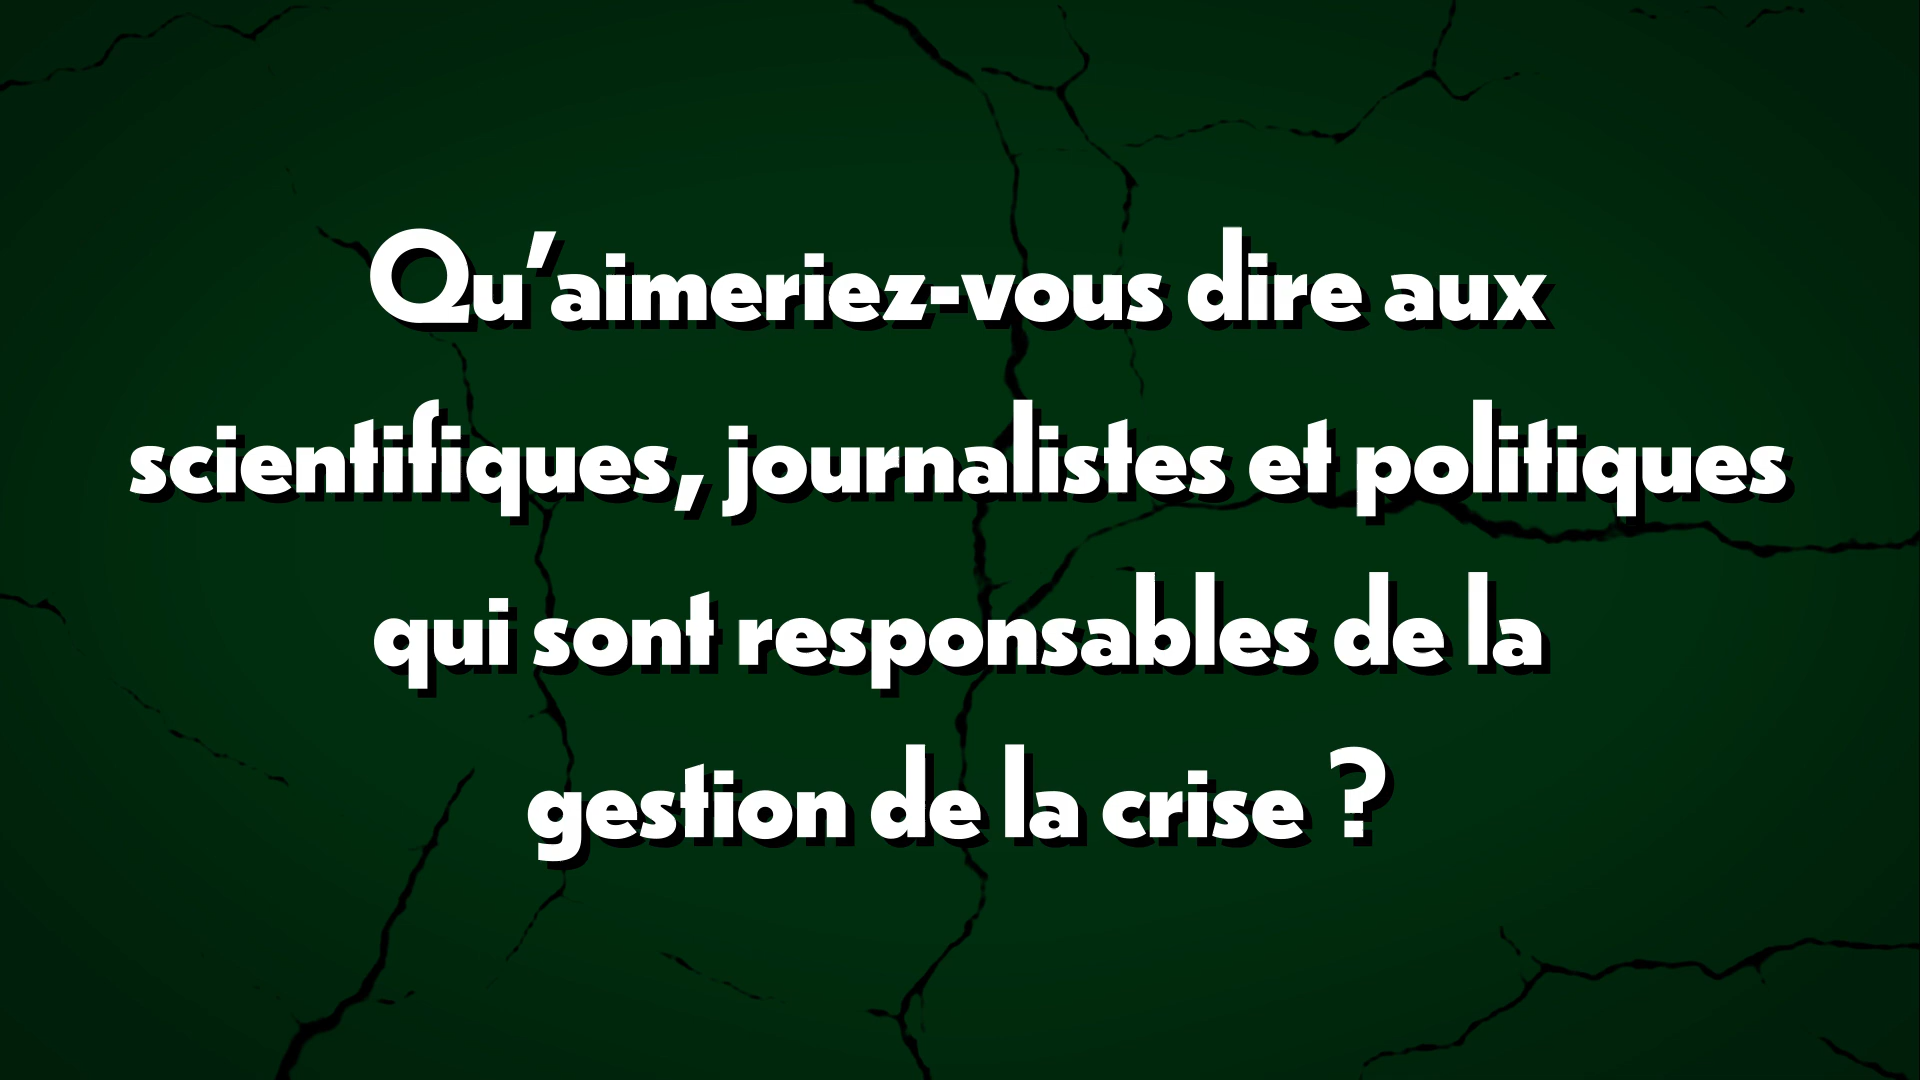 Qu'aimeriez-vous dire aux
scientifiques, journalistes et politiques
qui sont responsables de la
gestion de la crise ?